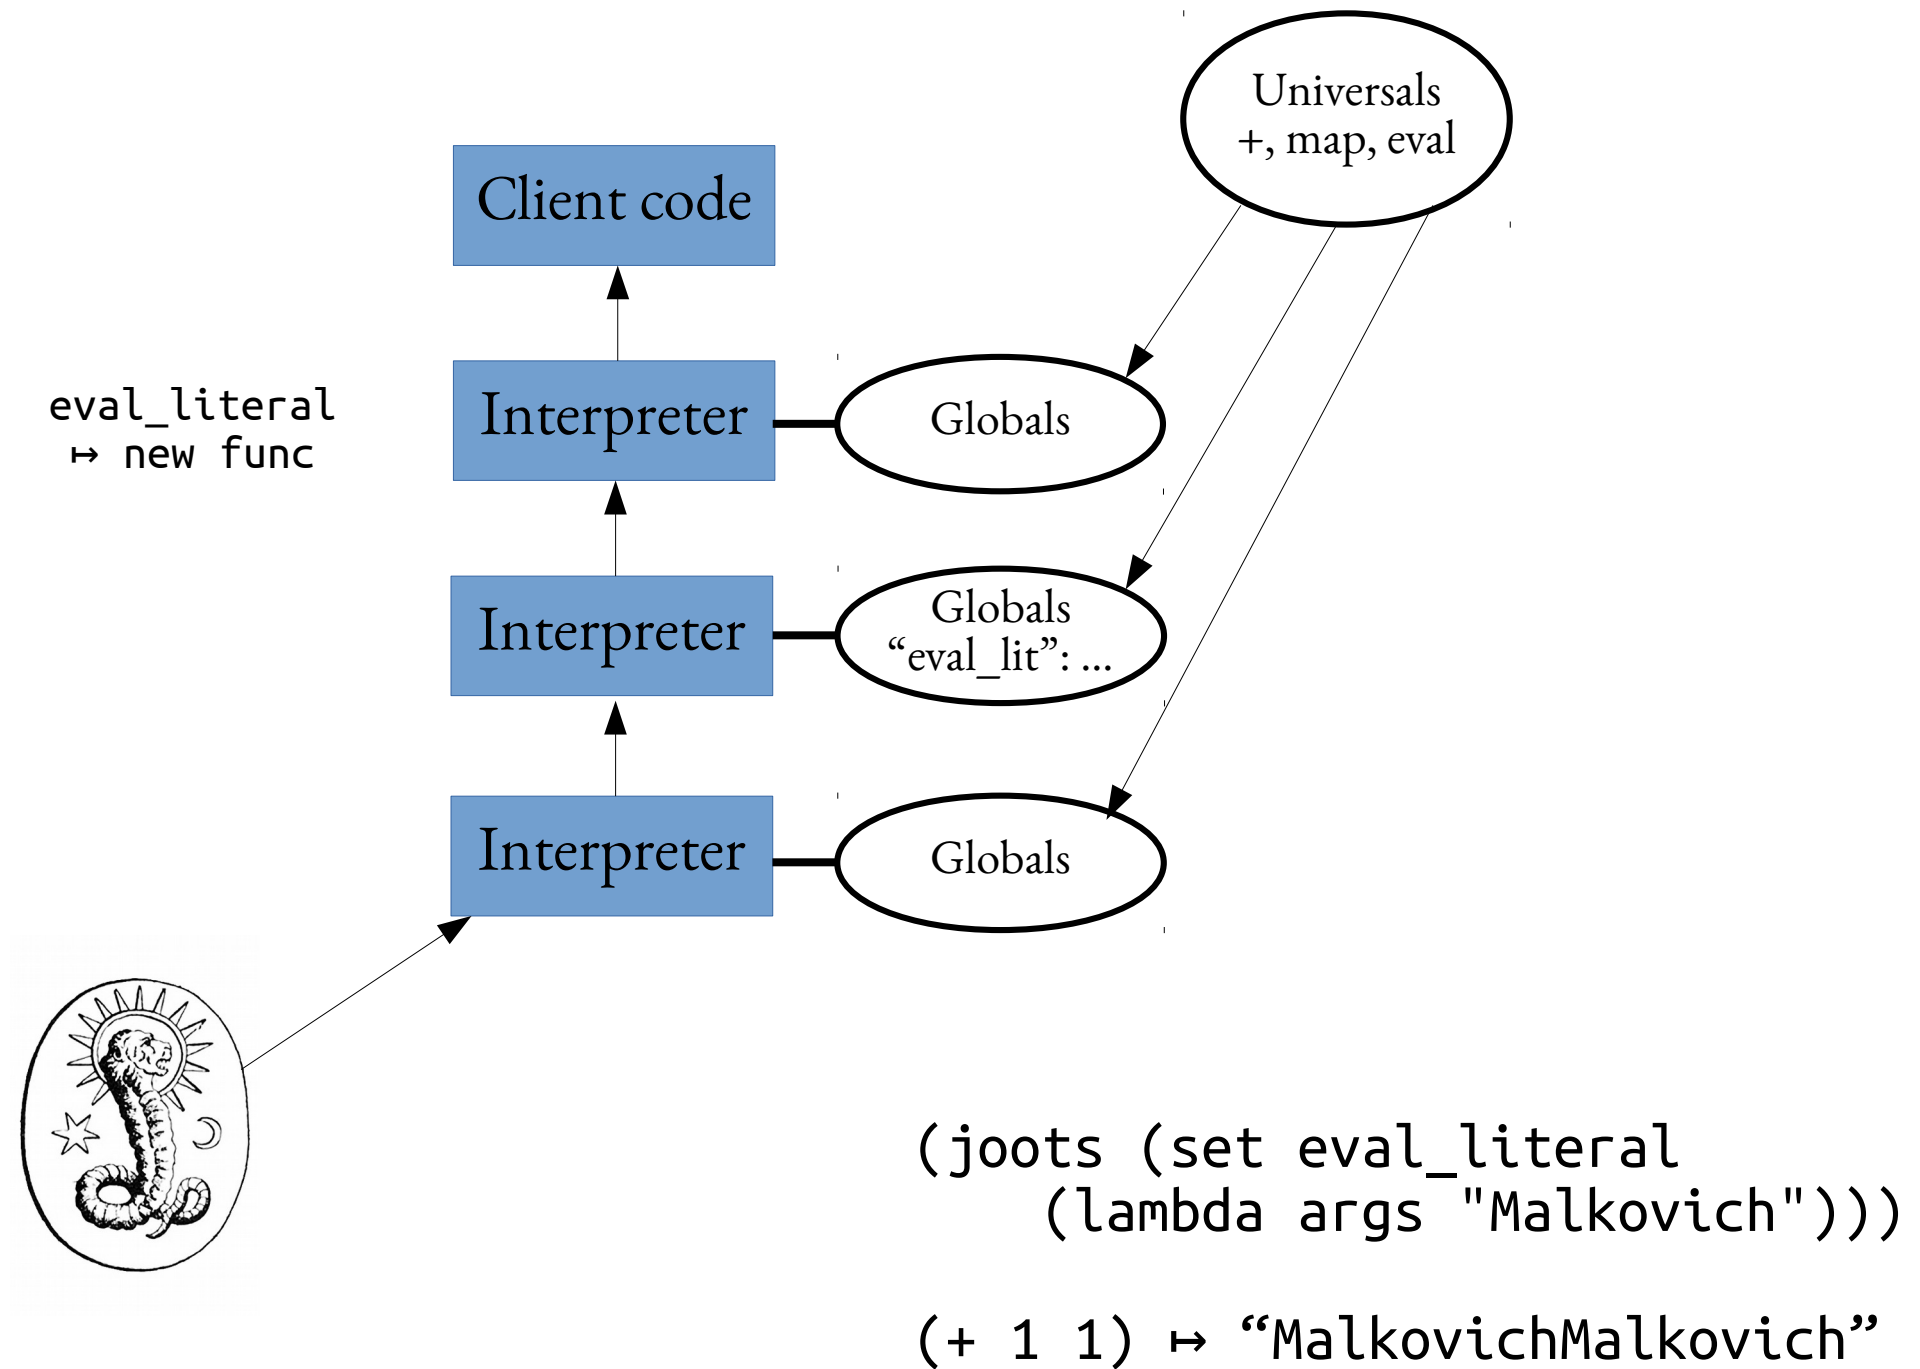 Universals
+, map, eval
Client code
eval_literal
↦ new func
Interpreter
Globals
Interpreter
Globals
“eval_lit”: ...
Interpreter
Globals
(joots (set eval_literal
(lambda args "Malkovich")))
(+ 1 1) ↦ “MalkovichMalkovich”